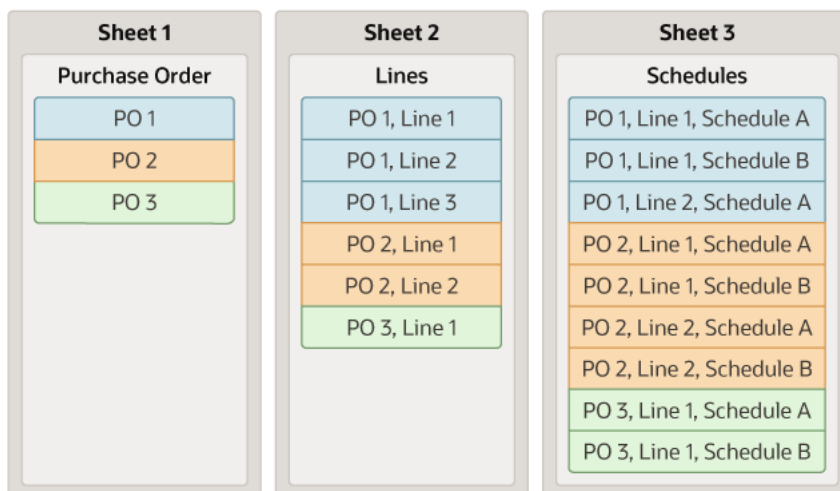 Sheet 1
Purchase Order
PO 1
PO 2
PO 3
Sheet 2
Lines
PO 1, Line 1
PO 1, Line 2
PO 1, Line 3
PO 2, Line 1
PO 2, Line 2
PO 3, Line 1
Sheet 3
Schedules
PO 1, Line 1, Schedule A
PO 1, Line 1, Schedule B
PO 1, Line 2, Schedule A
PO 2, Line 1, Schedule A
PO 2, Line 1, Schedule B
PO 2, Line 2, Schedule A
PO 2, Line 2, Schedule B
PO 3, Line 1, Schedule A
PO 3, Line 1, Schedule B